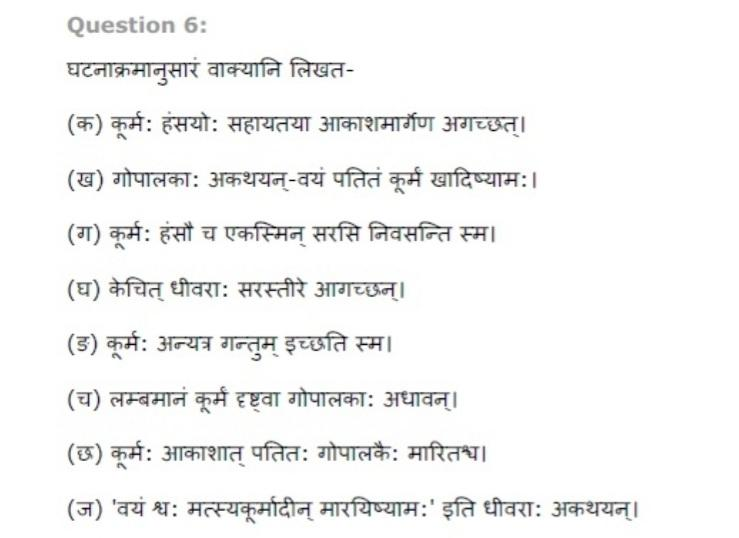 Question 6:
घटनाक्रमानुसारं वाक्यानि लिखत-
(क) कूर्म: हंसयो: सहायतया आकाशमार्गेण अगच्छत्।
(ख) गोपालका: अकथयन्-वयं पतितं कूर्मं खादिष्याम:।
(ग) कूर्म: हंसौ च एकस्मिन् सरसि निवसन्ति स्म।
(घ) केचित् धीवरा: सरस्तीरे आगच्छन्।
(ङ) कूर्म: अन्यत्र गन्तुम् इच्छति स्म।
(च) लम्बमानं कूर्मं दृष्ट्वा गोपालका: अधावन्।
(छ) कूर्म: आकाशात् पतित: गोपालकै: मारितश्च।
(ज) 'वयं श्व: मत्स्यकूर्मादीन् मारयिष्याम:' इति धीवरा: अकथयन्।